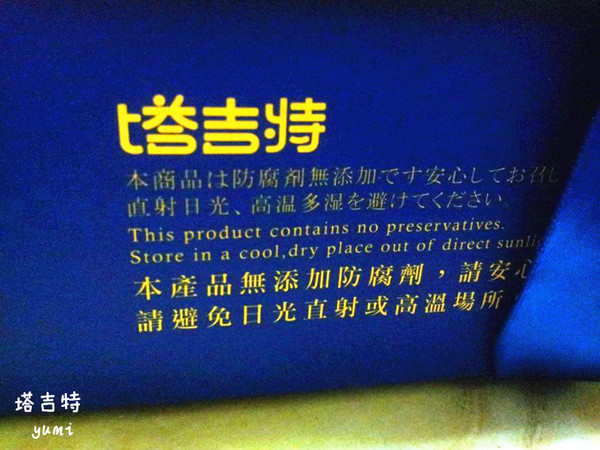 塔吉特
本商品は防腐劑無添加です安心してお召し
直射日光、高溫多湿を避けてください。
This product contains no preservatives.
Store in a cool,dry place out of direct sunlig
本產品無添加防腐劑，請安心
請避免日光直射或高溫場所
塔吉特
yumi